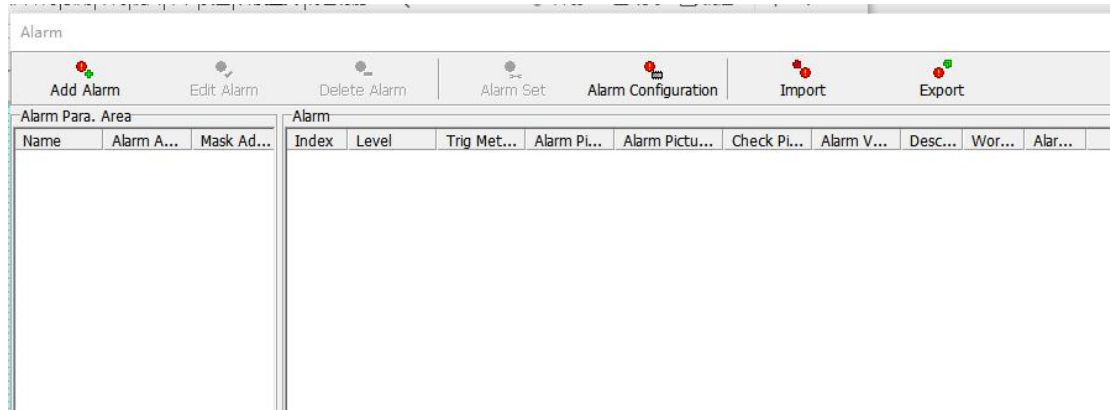 Alarm
Add Alarm Edit Alarm Delete Alarm Alarm Set Alarm Configuration Import Export
Alarm Para. Area Alarm
Name Alarm A... Mask Ad... Index Level Trig Met... Alarm Pi... Alarm Pictu... Check Pi... Alarm V... Desc... Wor... Alar...